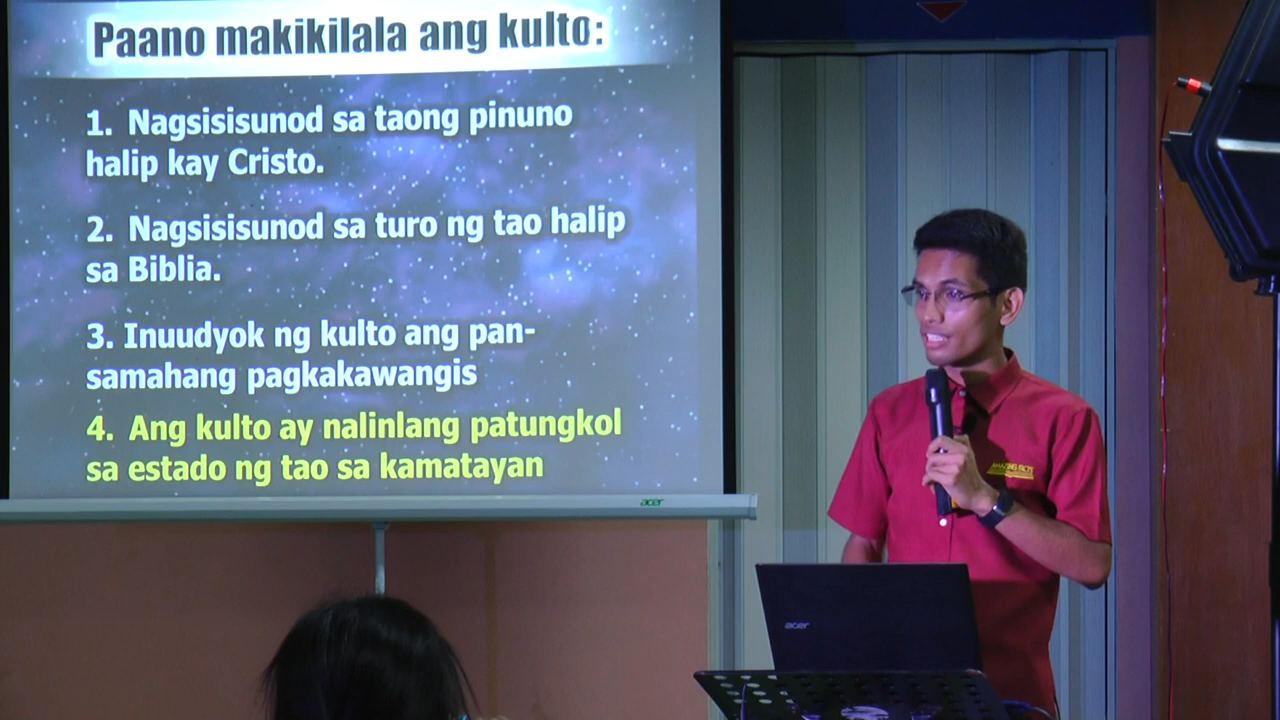 Paano makikilala ang kulto:
1. Nagsisisunod sa taong pinuno
halip kay Cristo.
2. Nagsisisunod sa turo ng tao halip
sa Biblia.
3. Inuudyok ng kulto ang pan-
samahang pagkakawangis
4. Ang kulto ay nalinlang patungkol
sa estado ng tao sa kamatayan
acer
AMAZING FACTS
acer